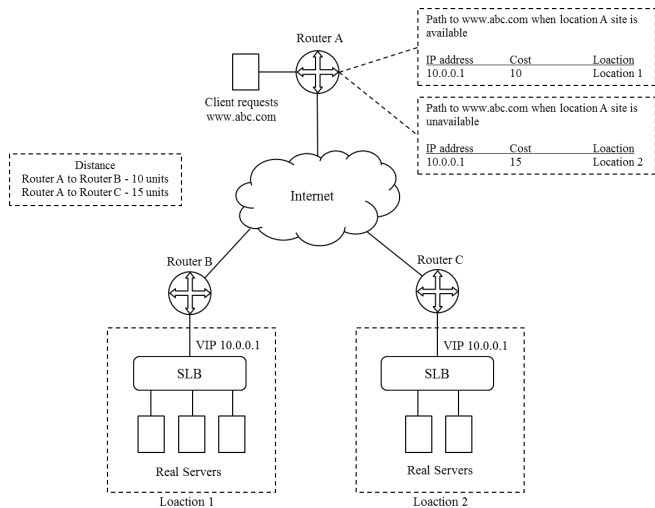 Router A
Client requests
www.abc.com
Path to www.abc.com when location A site is
available
IP address Cost Loaction
10.0.0.1 10 Location 1
Path to www.abc.com when location A site is
unavailable
IP address Cost Loaction
10.0.0.1 15 Location 2
Distance
Router A to Router B - 10 units
Router A to Router C - 15 units
Internet
Router B
Router C
VIP 10.0.0.1
SLB
Real Servers
Loaction 1
VIP 10.0.0.1
SLB
Real Servers
Loaction 2